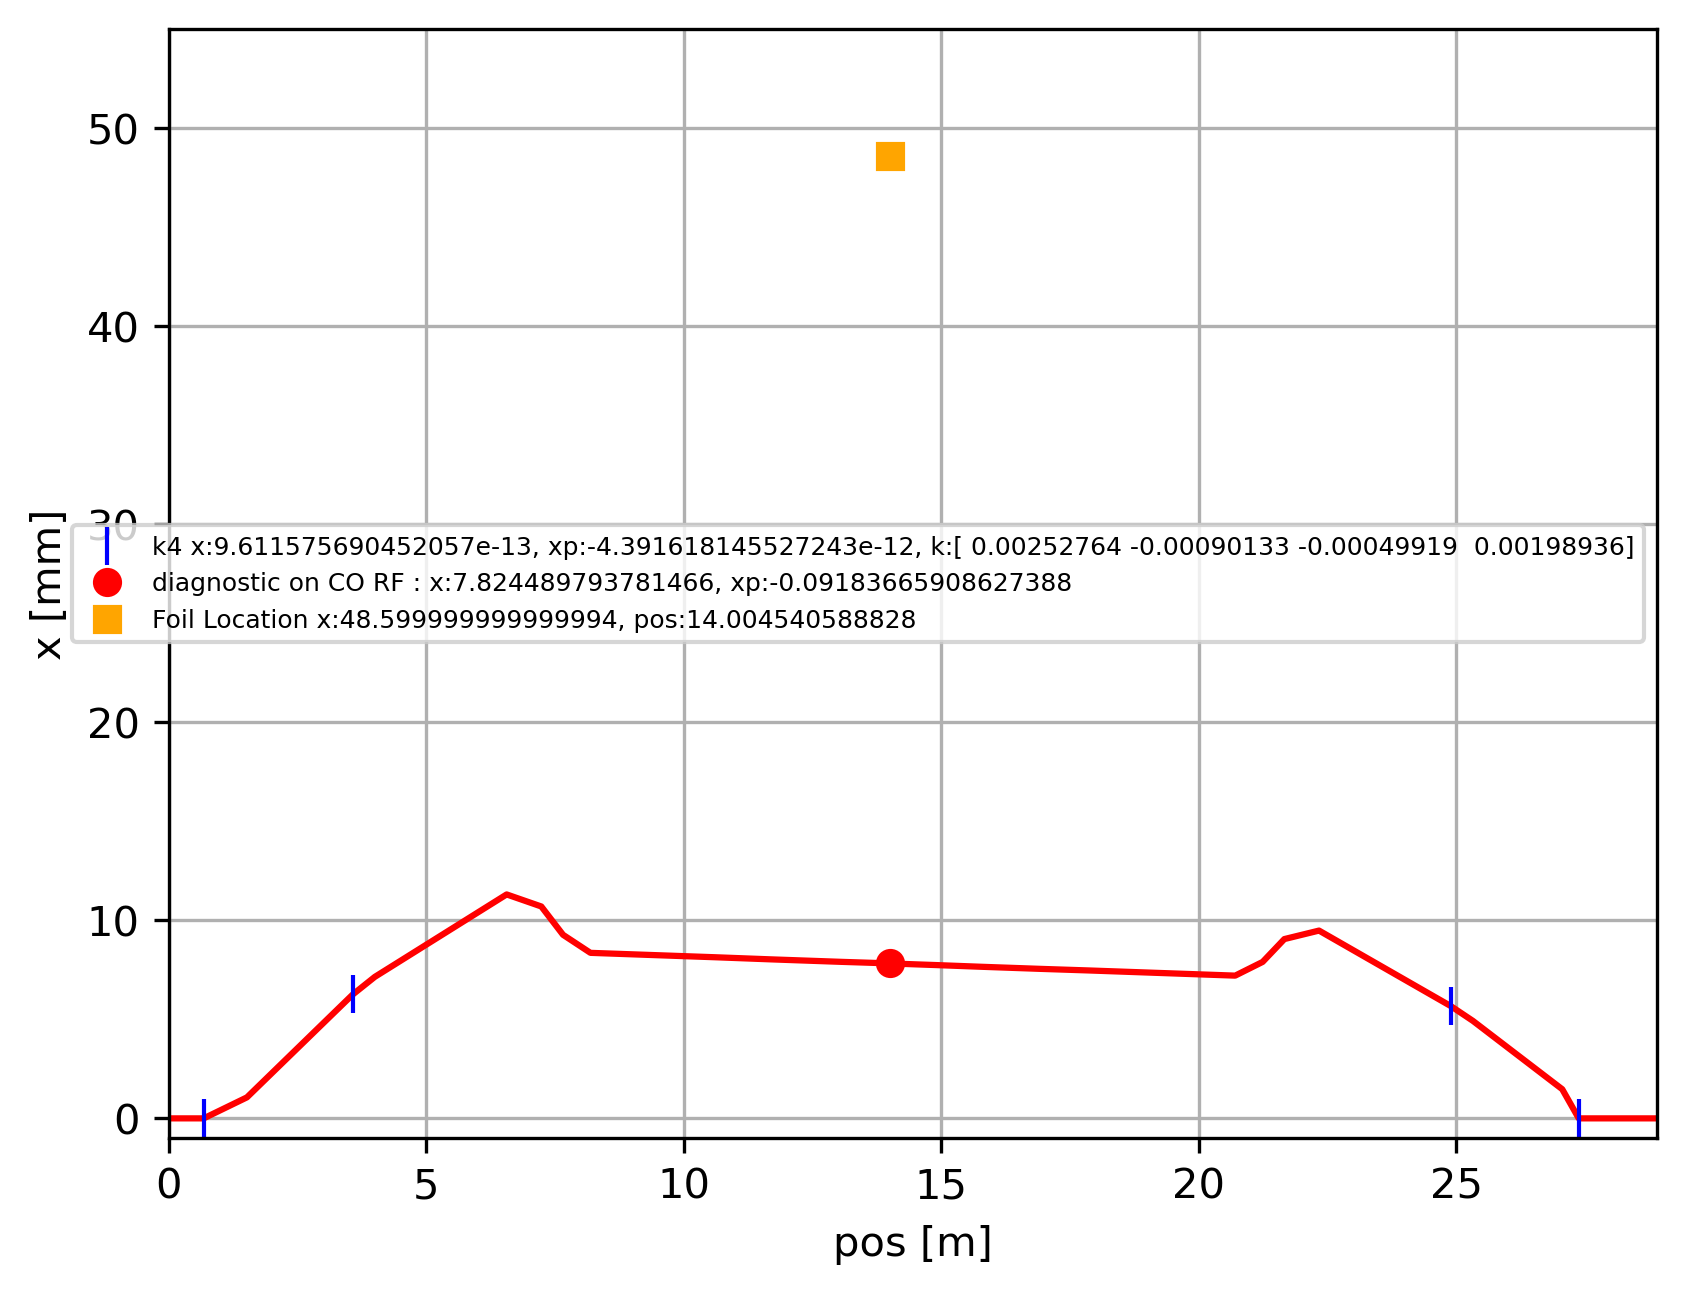 50
40
30
20
10
0
x [mm]
k4 x:9.611575690452057e-13, xp:-4.391618145527243e-12, k:[ 0.00252764 -0.00090133 -0.00049919  0.00198936]
diagnostic on CO RF : x:7.824489793781466, xp:-0.09183665908627388
Foil Location x:48.599999999999994, pos:14.004540588828
0 5 10 15 20 25
pos [m]